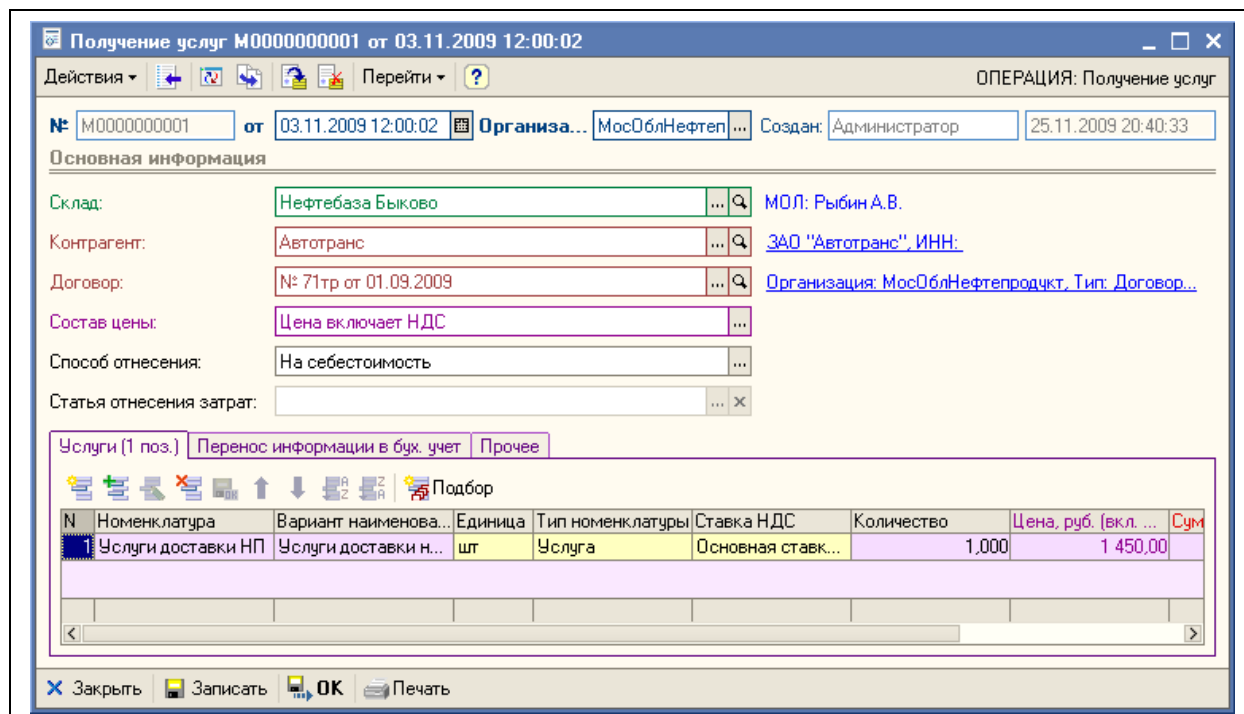 Получение услуг М0000000001 от 03.11.2009 12:00:02
Действия Перейти ? ОПЕРАЦИЯ: Получение услуг
№ М0000000001 от 03.11.2009 12:00:02 Организа... МосОблНефтеп ... Создан: Администратор 25.11.2009 20:40:33
Основная информация
Склад: Нефтебаза Быково ... МОЛ: Рыбин А.В.
Контрагент: Автотранс ... ЗАО "Автотранс", ИНН:
Договор: № 71тр от 01.09.2009 ... Организация: МосОблНефтепродукт, Тип: Договор...
Состав цены: Цена включает НДС ...
Способ отнесения: На себестоимость ...
Статья отнесения затрат: ...
Услуги (1 поз.) Перенос информации в бух. учет Прочее
Подбор
N Номенклатура Вариант наименова... Единица Тип номенклатуры Ставка НДС Количество Цена, руб. (вкл. ... Сум
1 Услуги доставки НП Услуги доставки н... шт Услуга Основная ставк... 1,000 1 450,00
Закрыть Записать OK Печать